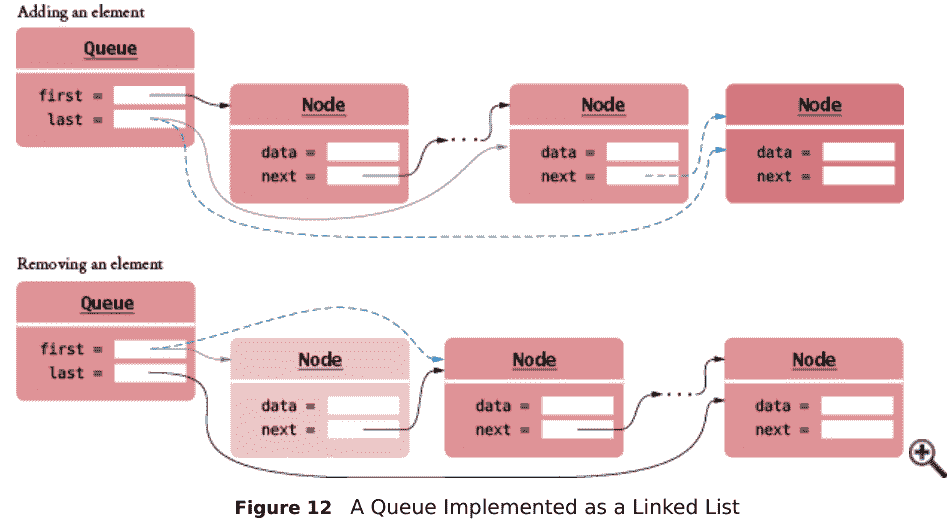 Adding an element
Queue
first =
last =
Node
data =
next =
Node
data =
next =
Node
data =
next =
Removing an element
Queue
first =
last =
Node
data =
next =
Node
data =
next =
Node
data =
next =
Figure 12 A Queue Implemented as a Linked List